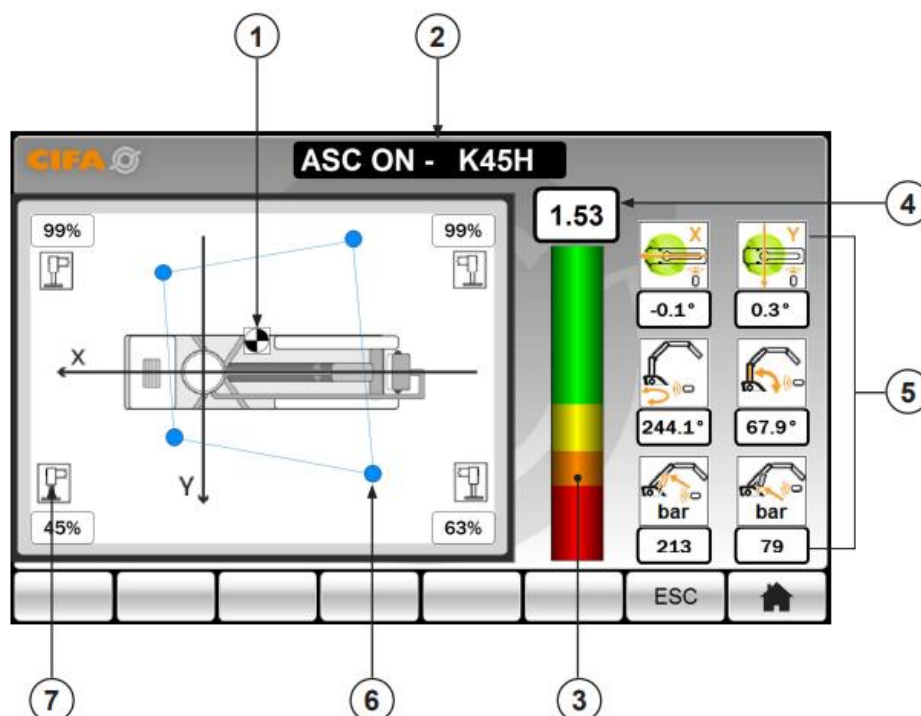 1
2
CIFA
ASC ON - K45H
1.53
4
99%
99%
X
Y
-0.1°
0.3°
X
5
244.1°
67.9°
Y
bar
bar
45%
63%
213
79
ESC
7
6
3